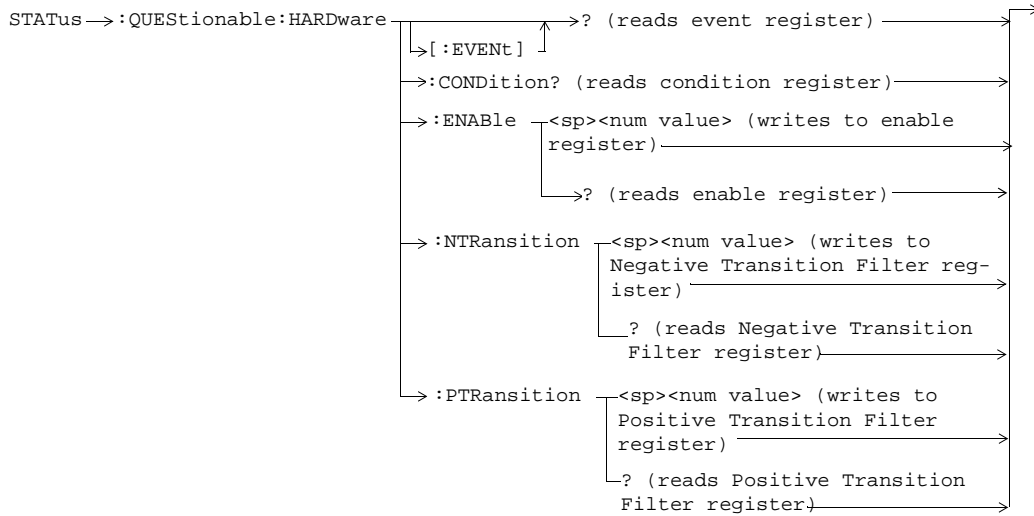 STATus :QUEStionable:HARDware ? (reads event register)
[:EVENt]
:CONDition? (reads condition register)
:ENABle <sp><num value> (writes to enable
register)
? (reads enable register)
:NTRansition <sp><num value> (writes to
Negative Transition Filter reg-
ister)
? (reads Negative Transition
Filter register)
:PTRansition <sp><num value> (writes to
Positive Transition Filter
register)
? (reads Positive Transition
Filter register)